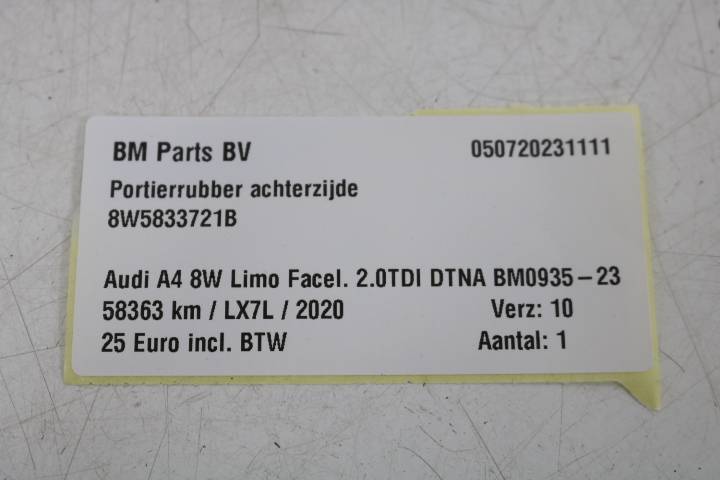 BM Parts BV 050720231111
Portierrubber achterzijde
8W5833721B
Audi A4 8W Limo Facel. 2.0TDI DTNA BM0935-23
58363 km / LX7L / 2020 Verz: 10
25 Euro incl. BTW Aantal: 1